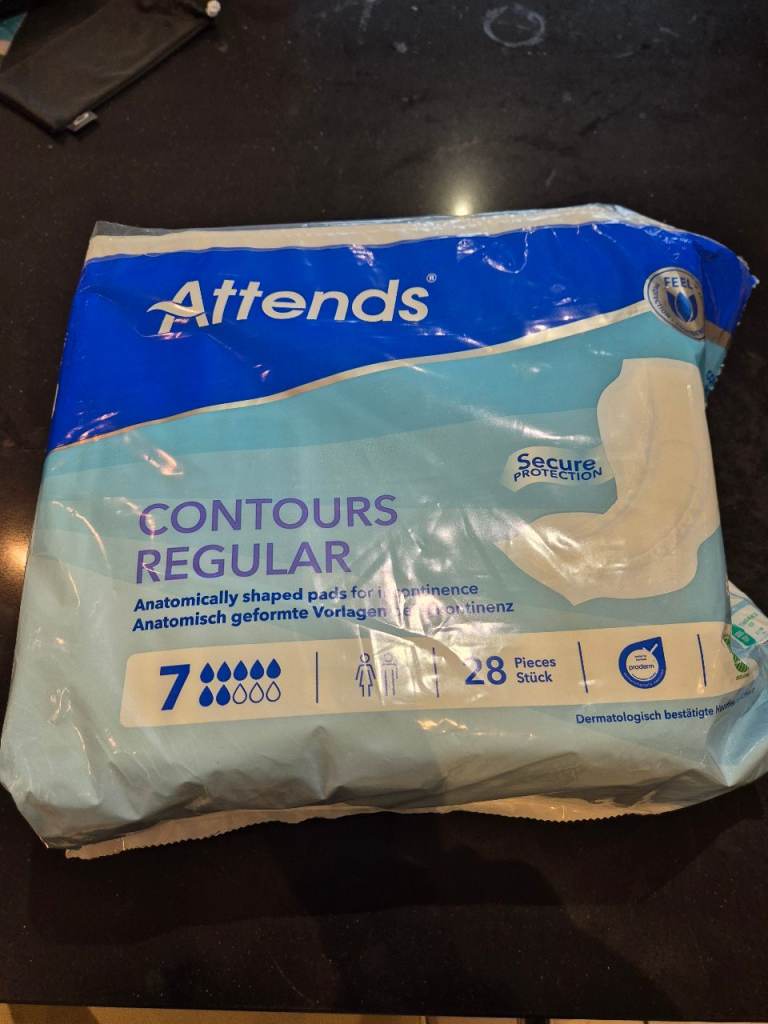 Attends®
FEEL
Secure
PROTECTION
CONTOURS
REGULAR
Anatomically shaped pads for incontinence
Anatomisch geformte Vorlagen
7
28 Pieces
Stück
proderm
Dermatologisch bestätigte